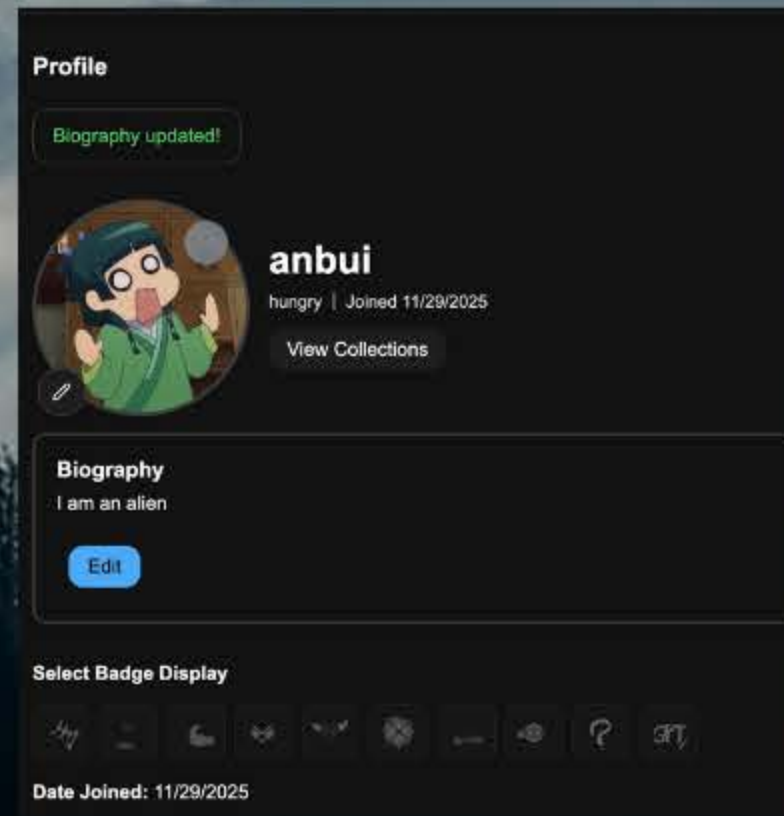 Profile
Biography updated!
anbui
hungry | Joined 11/29/2025
View Collections
Biography
I am an alien
Edit
Select Badge Display
Date Joined: 11/29/2025